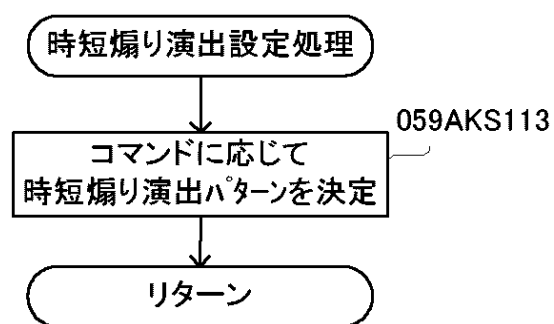 時短煽り演出設定処理
059AKS113
コマンドに応じて
時短煽り演出パターンを決定
リターン